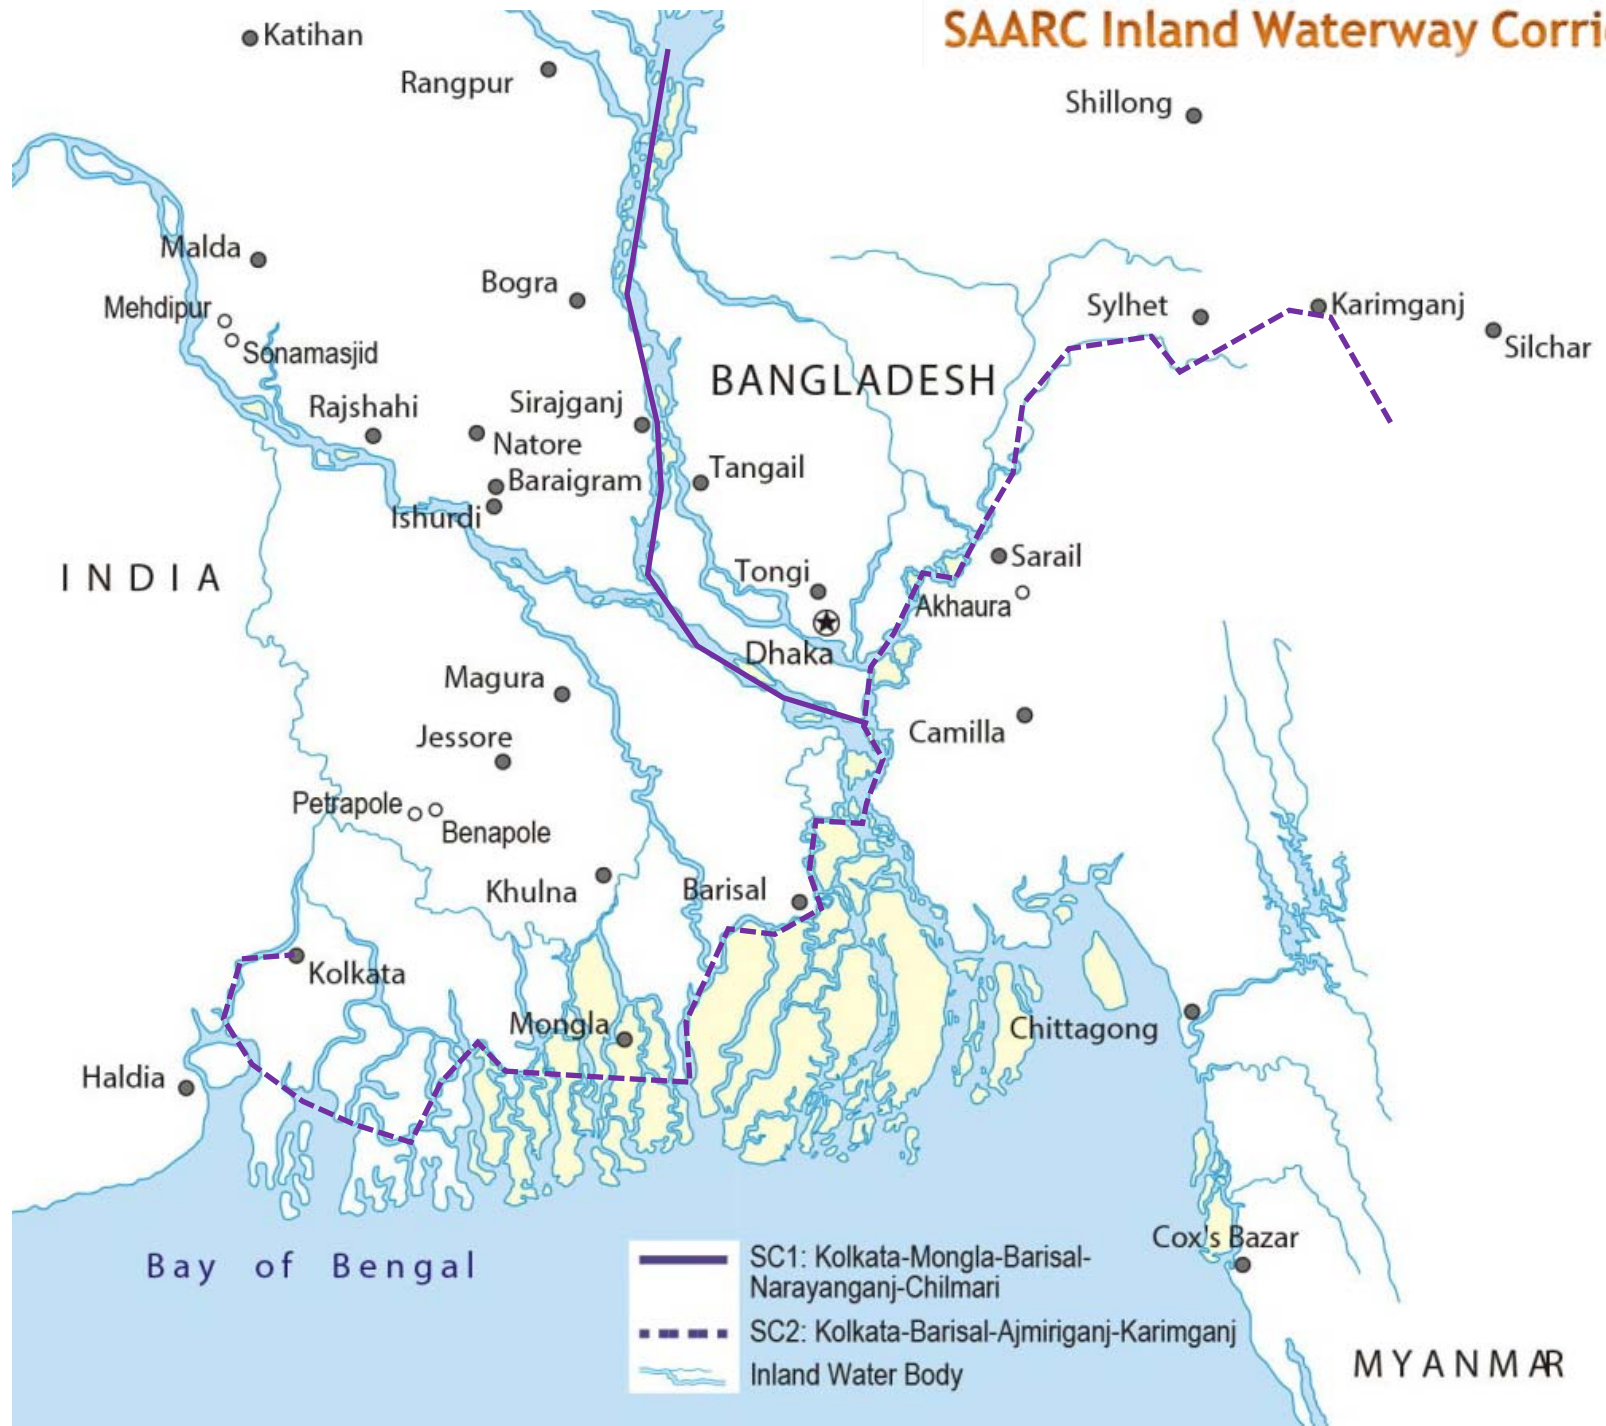 SAARC Inland Waterway Corri
Katihan
Rangpur
Shillong
Malda
Bogra
Mehdipur
Sylhet
Karimganj
Sonamasjid
Silchar
BANGLADESH
Rajshahi
Sirajganj
Natore
Tangail
Baraigram
Ishurdi
INDIA
Tongi
Sarail
Akhaura
Dhaka
Magura
Camilla
Jessore
Petrapole
Benapole
Khulna
Barisal
Kolkata
Mongla
Chittagong
Haldia
Cox's Bazar
Bay of Bengal
SC1: Kolkata-Mongla-Barisal-
Narayanganj-Chilmari
SC2: Kolkata-Barisal-Ajmiriganj-Karimganj
Inland Water Body
MYANMAR